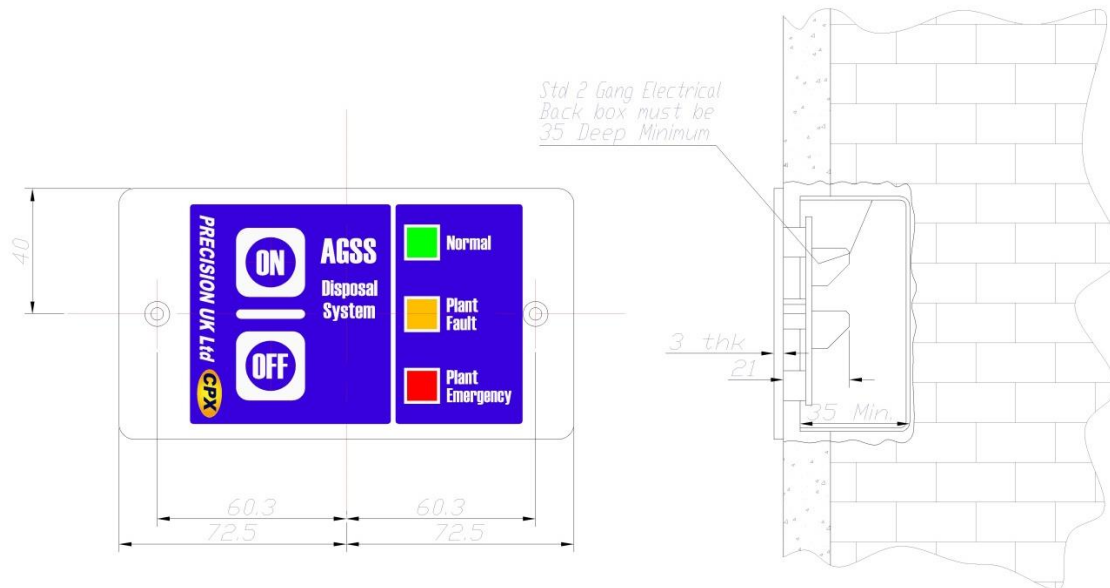 Std 2 Gang Electrical
Back box must be
35 Deep Minimum
40
PRECISION UK Ltd
CPX
ON
OFF
AGSS
Disposal
System
Normal
Plant
Fault
Plant
Emergency
60.3
60.3
72.5
72.5
3 thk
21
35 Min.